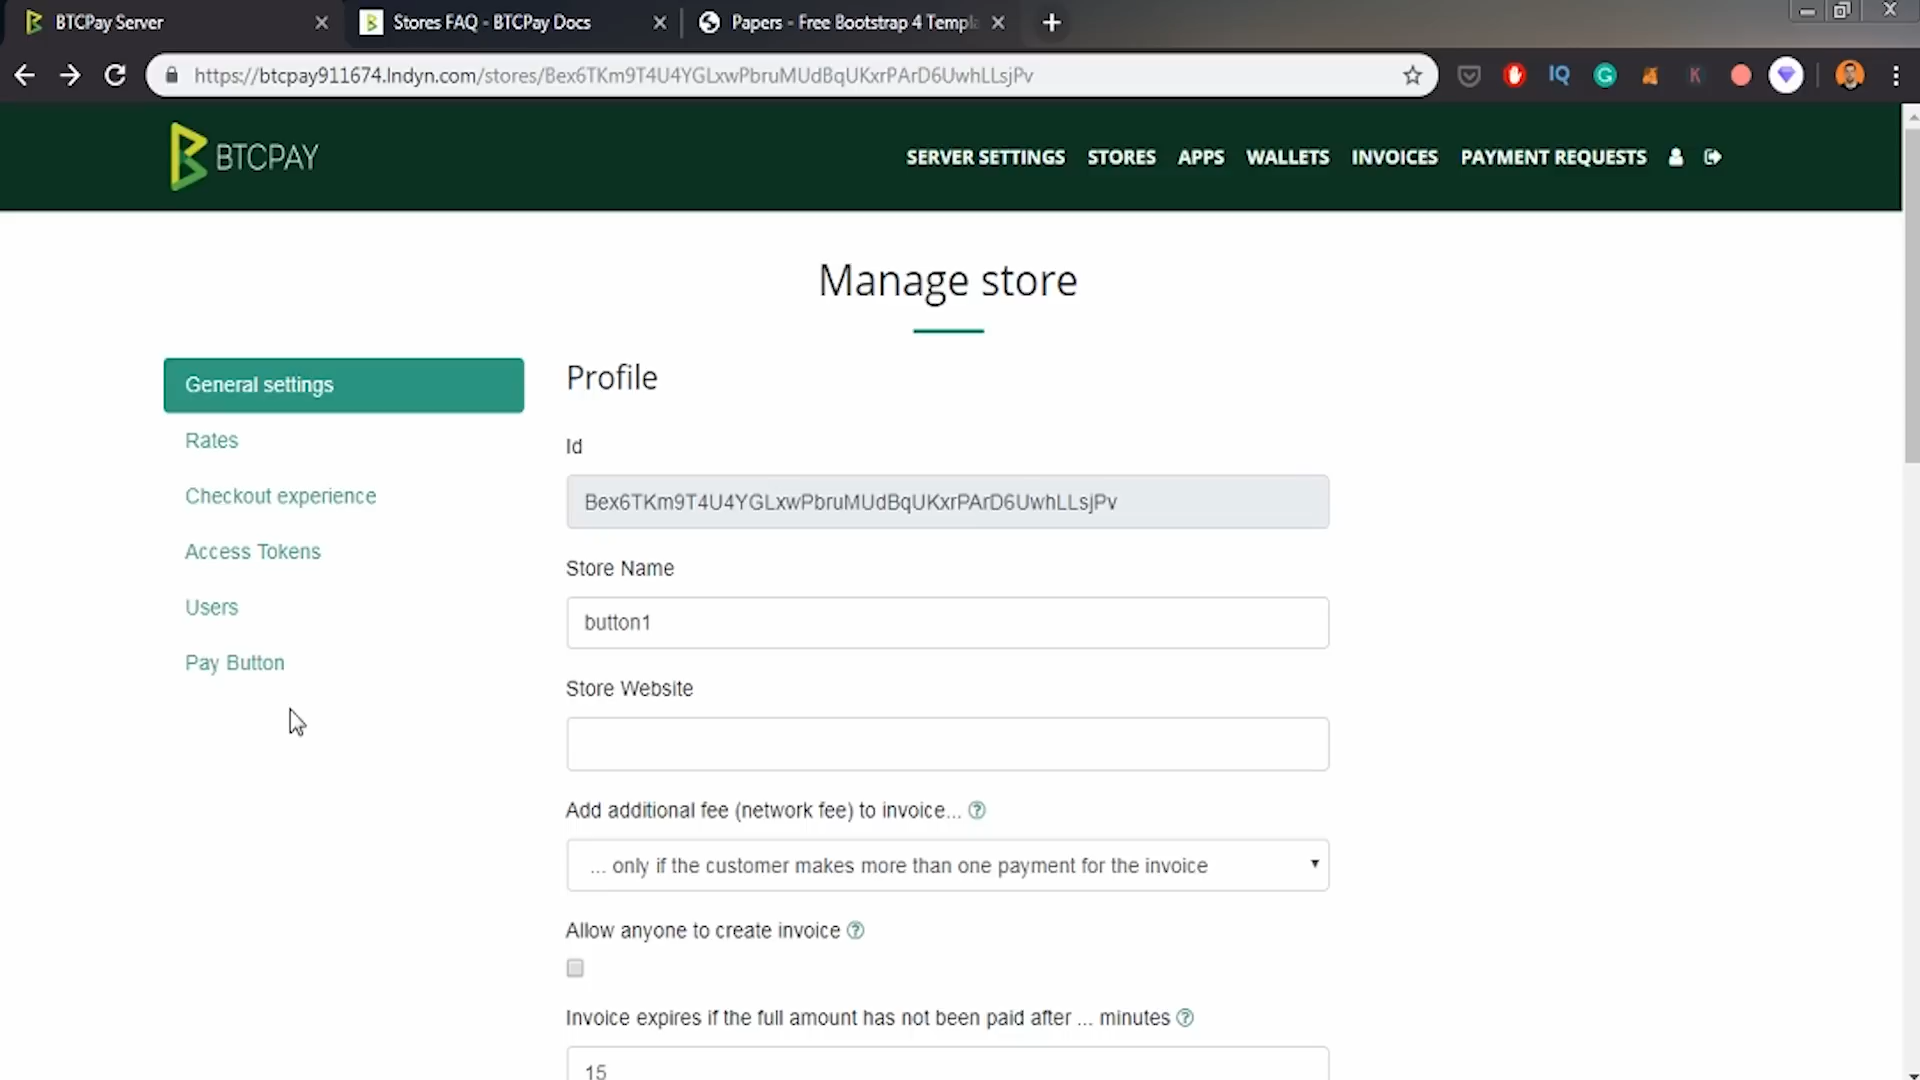 BTCPay Server
Stores FAQ - BTCPay Docs
Papers - Free Bootstrap 4 Templa
https://btcpay911674.lndyn.com/stores/Bex6TKm9T4U4YGLxwPbruMUdBqUKxrPArD6UwhLLsjPv
IQ
G
K
BTCPAY
SERVER SETTINGS
STORES
APPS
WALLETS
INVOICES
PAYMENT REQUESTS
Manage store
General settings
Rates
Checkout experience
Access Tokens
Users
Pay Button
Profile
Id
Bex6TKm9T4U4YGLxwPbruMUdBqUKxrPArD6UwhLLsjPv
Store Name
button1
Store Website
Add additional fee (network fee) to invoice...
... only if the customer makes more than one payment for the invoice
Allow anyone to create invoice
Invoice expires if the full amount has not been paid after ... minutes
15